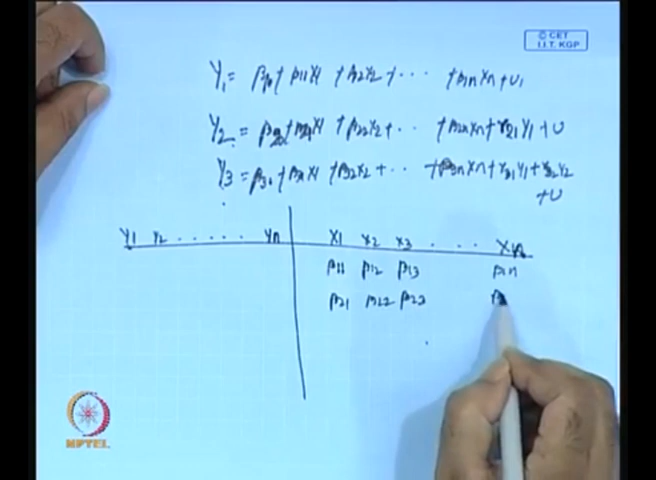 © CET
I.I.T. KGP
Y1 = β10 + β11X1 + β12X2 + ... + β1nXn + U1
Y2 = β20 + β21X1 + β22X2 + ... + β2nXn + γ21Y1 + U
Y3 = β30 + β31X1 + β32X2 + ... + β3nXn + γ31Y1 + γ32Y2
+ U
Y1 Y2 ...... Yn X1 X2 X3 ... Xn
β11 β12 β13 β1n
β21 β22 β23 β
NPTEL